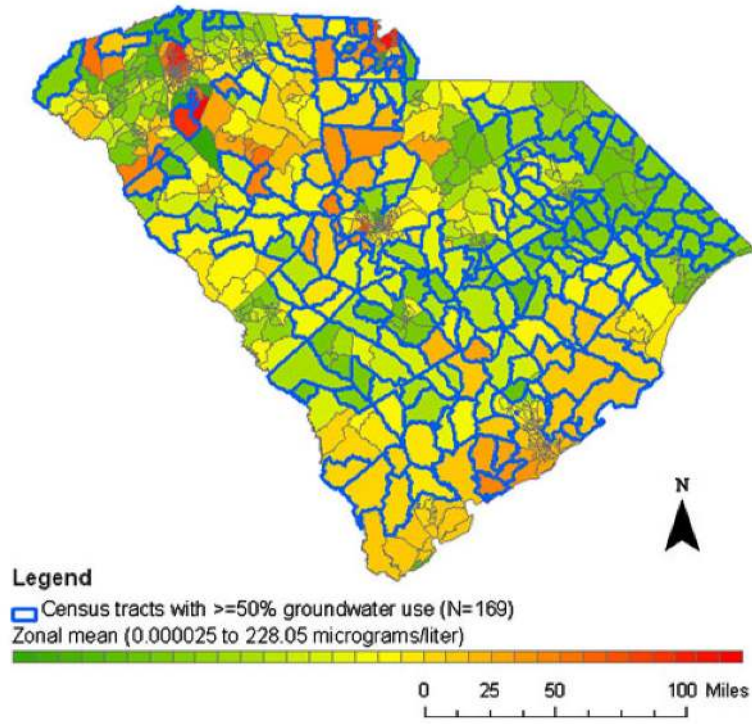 N
Legend
Census tracts with >=50% groundwater use (N=169)
Zonal mean (0.000025 to 228.05 micrograms/liter)
0 25 50 100 Miles